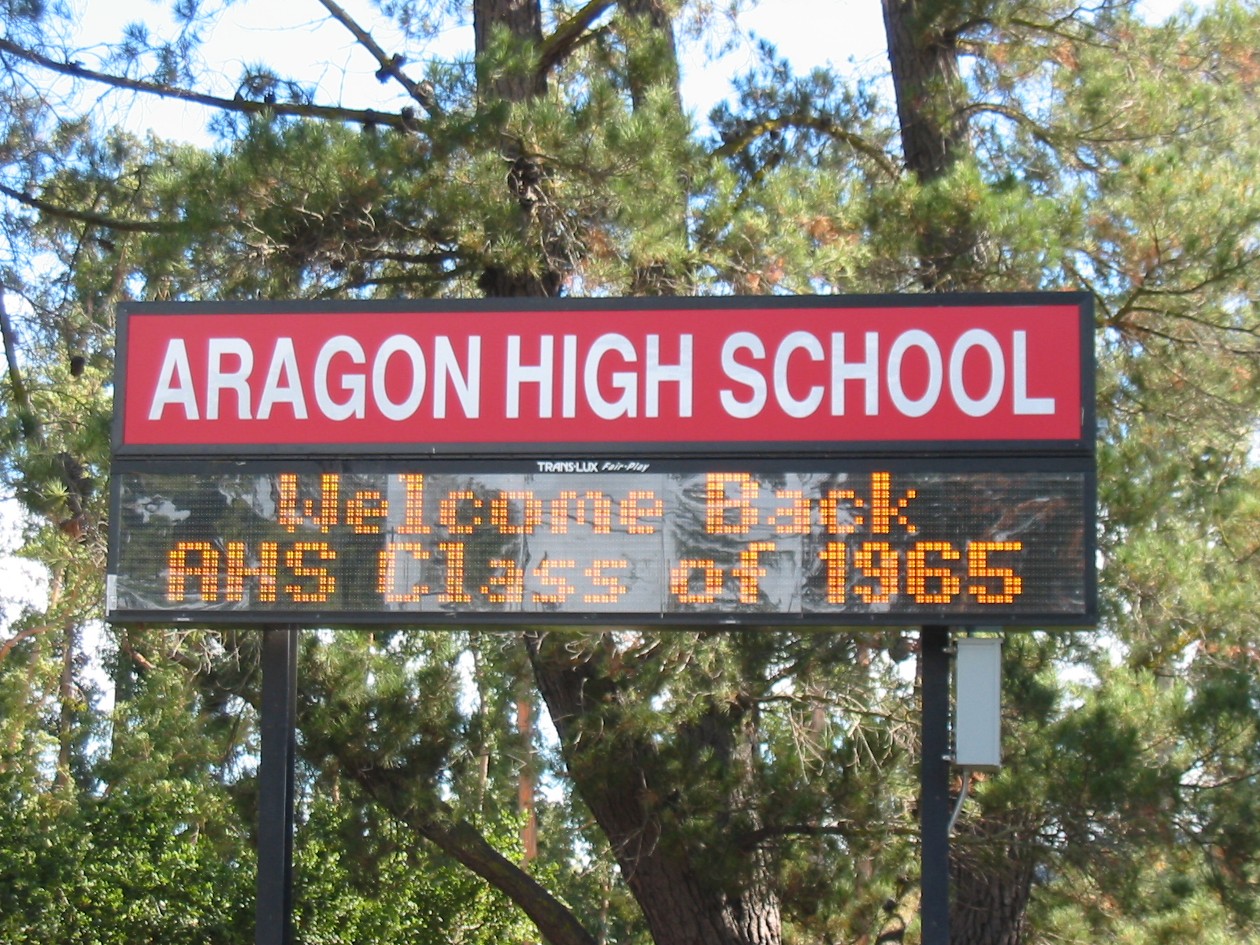 ARAGON HIGH SCHOOL
TRANS-LUX Fair-Play
Welcome Back
AHS Class of 1965